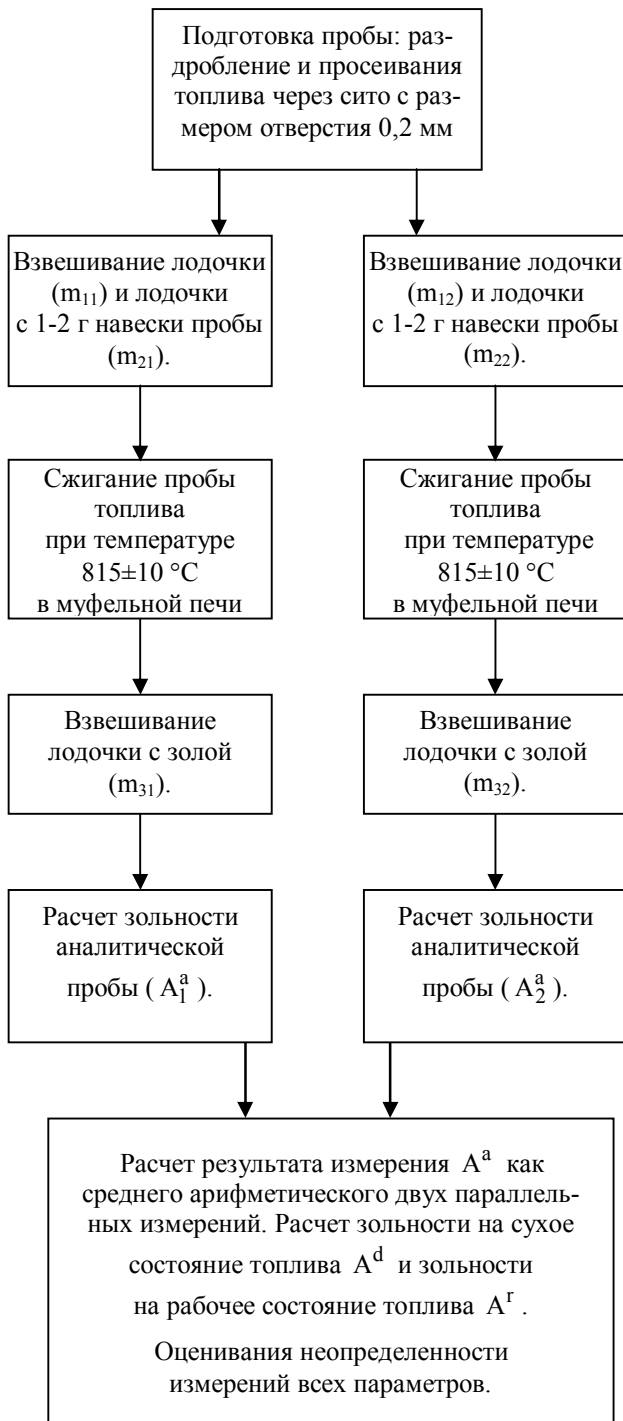 Подготовка пробы: раз-
дробление и просеивания
топлива через сито с раз-
мером отверстия 0,2 мм
Взвешивание лодочки
(m₁₁) и лодочки
с 1-2 г навески пробы
(m₂₁).
Взвешивание лодочки
(m₁₂) и лодочки
с 1-2 г навески пробы
(m₂₂).
Сжигание пробы
топлива
при температуре
815±10 °C
в муфельной печи
Сжигание пробы
топлива
при температуре
815±10 °C
в муфельной печи
Взвешивание
лодочки с золой
(m₃₁).
Взвешивание
лодочки с золой
(m₃₂).
Расчет зольности
аналитической
пробы ( A₁ᵃ ).
Расчет зольности
аналитической
пробы ( A₂ᵃ ).
Расчет результата измерения Aᵃ как
среднего арифметического двух параллель-
ных измерений. Расчет зольности на сухое
состояние топлива Aᵈ и зольности
на рабочее состояние топлива Aʳ .
Оценивания неопределенности
измерений всех параметров.